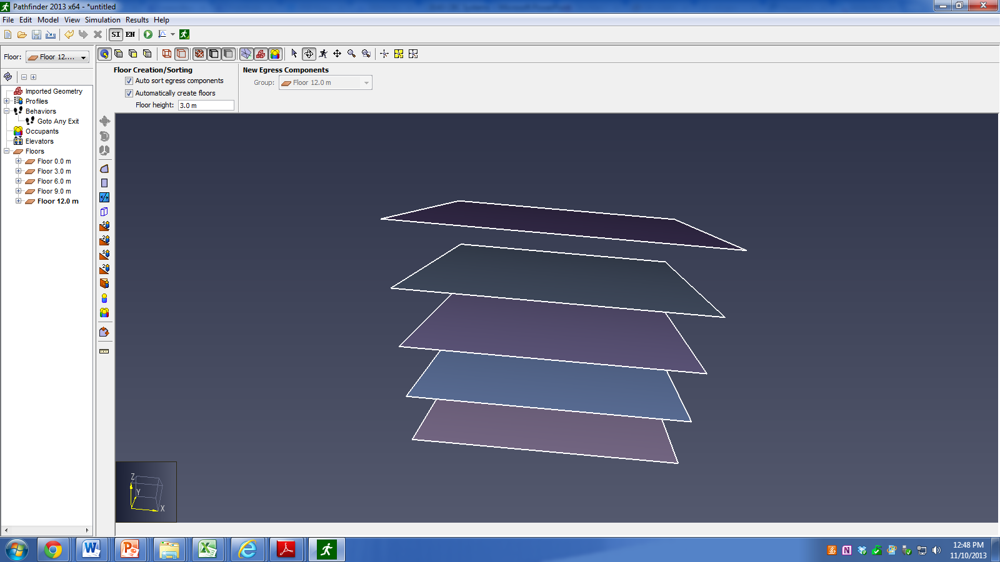 Pathfinder 2013 x64 - *untitled
File Edit Model View Simulation Results Help
SI EN
Floor: Floor 12....
Floor Creation/Sorting
Auto sort egress components
Automatically create floors
Floor height: 3.0 m
New Egress Components
Group: Floor 12.0 m
Imported Geometry
Profiles
Behaviors
Goto Any Exit
Occupants
Elevators
Floors
Floor 0.0 m
Floor 3.0 m
Floor 6.0 m
Floor 9.0 m
Floor 12.0 m
Z
Y
X
12:48 PM
11/10/2013